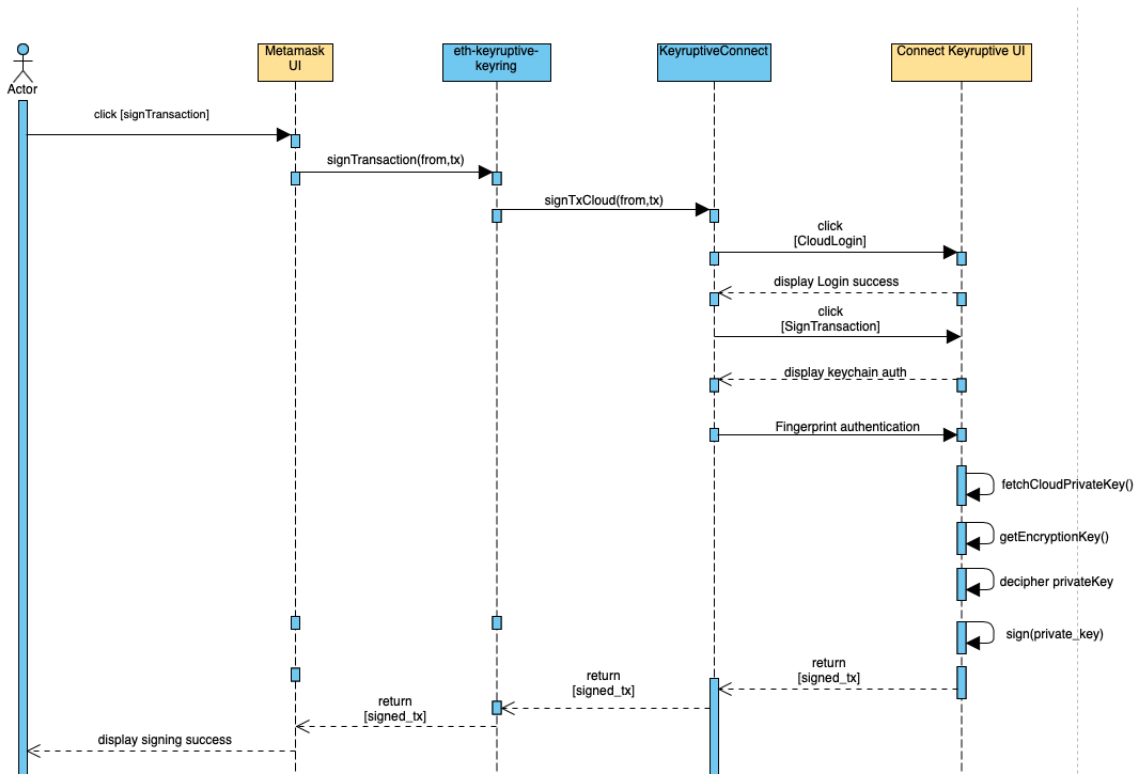 Metamask
UI
eth-keyruptive-
keyring
KeyruptiveConnect
Connect Keyruptive UI
Actor
click [signTransaction]
signTransaction(from,tx)
signTxCloud(from,tx)
click
[CloudLogin]
display Login success
click
[SignTransaction]
display keychain auth
Fingerprint authentication
fetchCloudPrivateKey()
getEncryptionKey()
decipher privateKey
sign(private_key)
return
[signed_tx]
return
[signed_tx]
return
[signed_tx]
display signing success